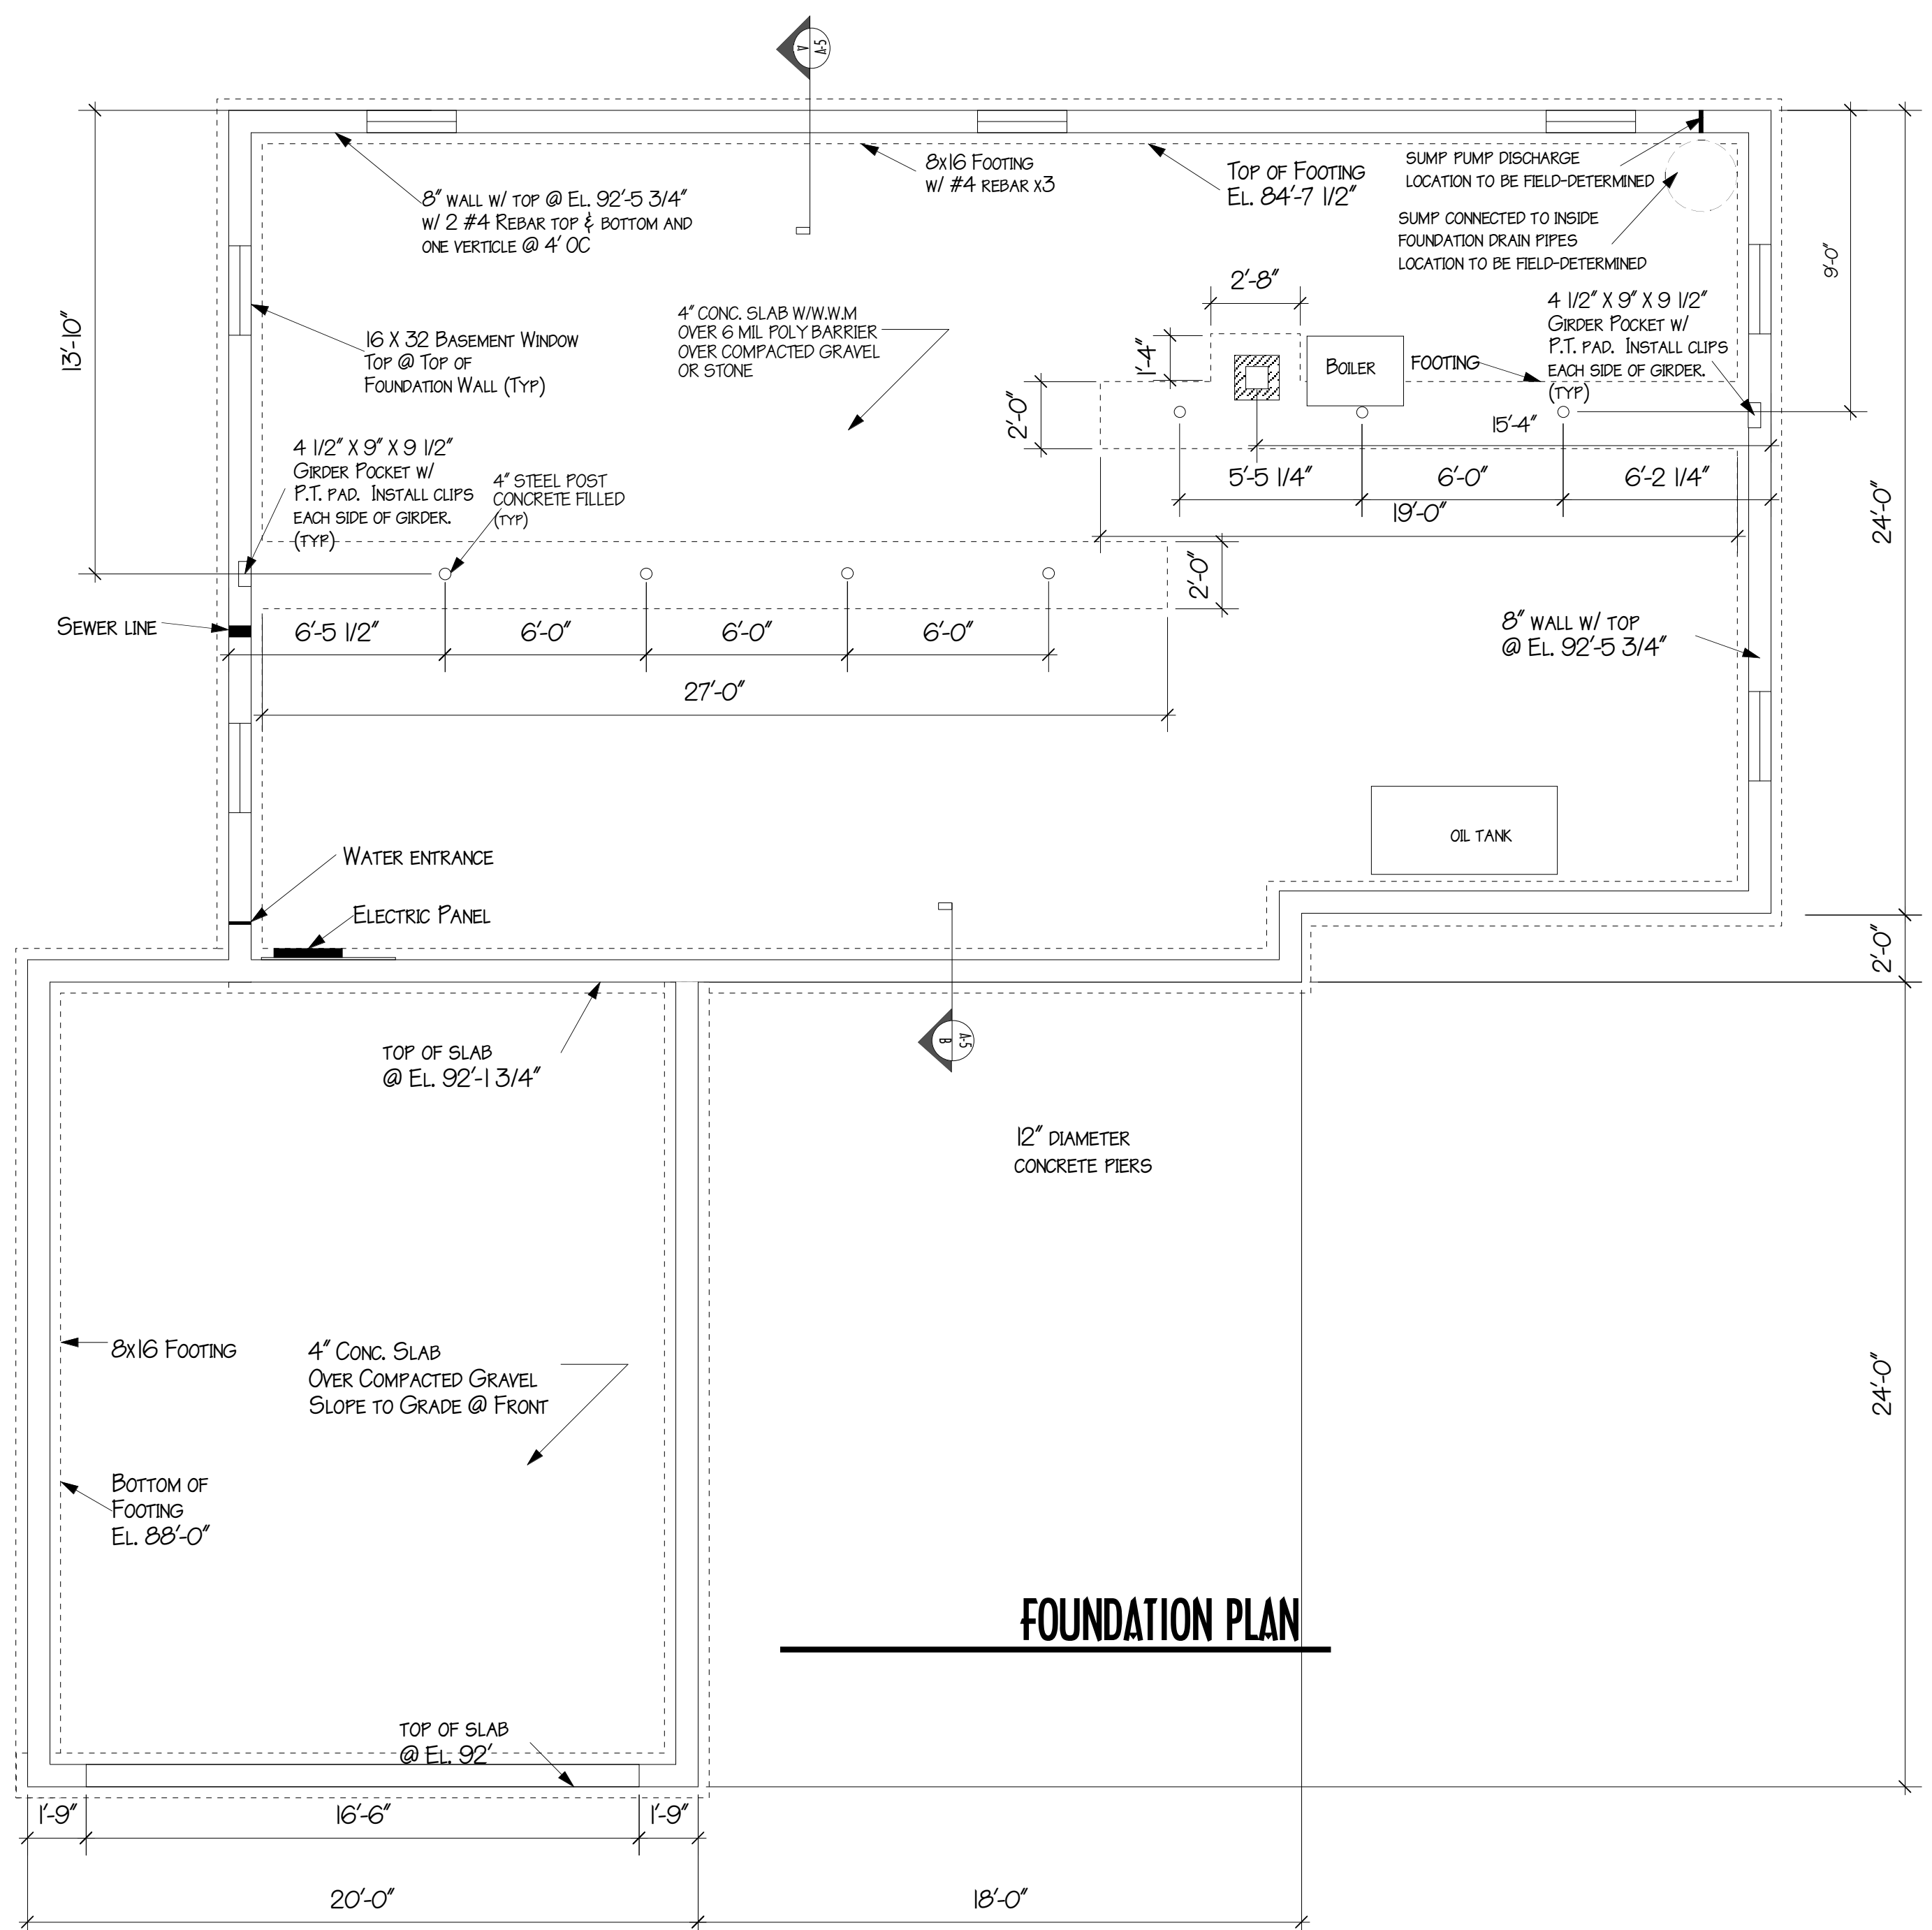 A
A-5
8x16 Footing
w/ #4 rebar x3
Top of Footing
El. 84'-7 1/2"
sump pump discharge
location to be field-determined
sump connected to inside
foundation drain pipes
location to be field-determined
8" wall w/ top @ El. 92'-5 3/4"
w/ 2 #4 Rebar top & bottom and
one verticle @ 4' OC
13'-10"
9'-0"
2'-8"
4" conc. slab w/w.w.m
over 6 mil poly barrier
over compacted gravel
or stone
4 1/2" x 9" x 9 1/2"
Girder Pocket w/
P.T. pad. Install clips
each side of girder.
(typ)
16 x 32 Basement Window
Top @ Top of
Foundation Wall (Typ)
1'-4"
Boiler
footing
2'-0"
15'-4"
4 1/2" x 9" x 9 1/2"
Girder Pocket w/
P.T. pad. Install clips
each side of girder.
(typ)
4" steel post
concrete filled
(typ)
5'-5 1/4"
6'-0"
6'-2 1/4"
19'-0"
24'-0"
2'-0"
Sewer line
6'-5 1/2"
6'-0"
6'-0"
6'-0"
8" wall w/ top
@ El. 92'-5 3/4"
27'-0"
oil tank
Water entrance
Electric Panel
2'-0"
B
A-5
top of slab
@ El. 92'-1 3/4"
12" diameter
concrete piers
8x16 Footing
4" Conc. Slab
Over Compacted Gravel
Slope to Grade @ Front
24'-0"
Bottom of
Footing
El. 88'-0"
FOUNDATION PLAN
top of slab
@ El. 92'
1'-9"
16'-6"
1'-9"
20'-0"
18'-0"